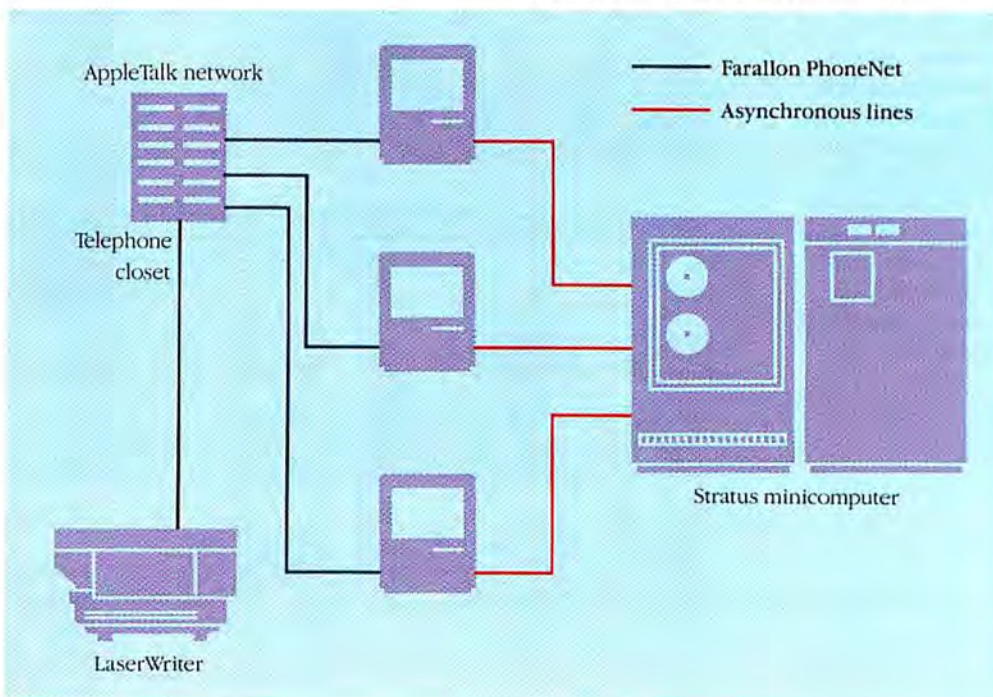 AppleTalk network
Farallon PhoneNet
Asynchronous lines
Telephone
closet
Stratus minicomputer
LaserWriter